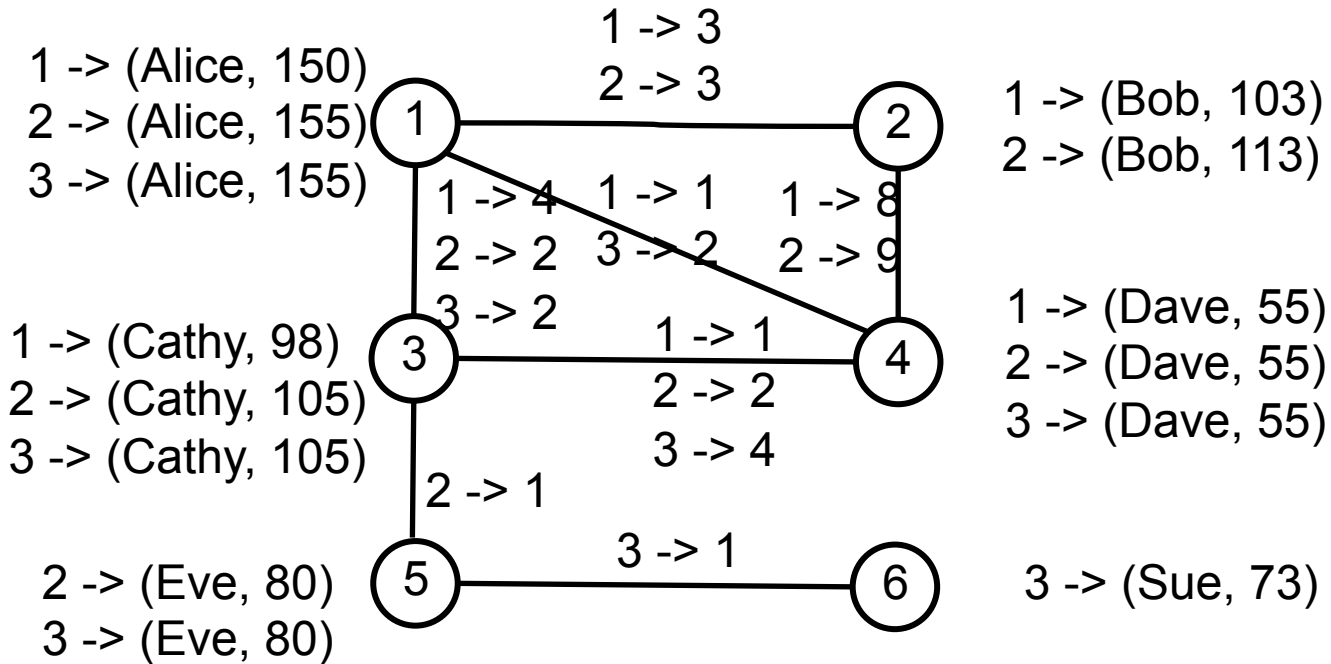 1 -> 3
2 -> 3
1 -> (Alice, 150)
2 -> (Alice, 155)
3 -> (Alice, 155)
1
2
1 -> (Bob, 103)
2 -> (Bob, 113)
1 -> 4
2 -> 2
3 -> 2
1 -> 1
3 -> 2
1 -> 8
2 -> 9
1 -> (Cathy, 98)
2 -> (Cathy, 105)
3 -> (Cathy, 105)
3
1 -> 1
2 -> 2
3 -> 4
4
1 -> (Dave, 55)
2 -> (Dave, 55)
3 -> (Dave, 55)
2 -> 1
2 -> (Eve, 80)
3 -> (Eve, 80)
5
3 -> 1
6
3 -> (Sue, 73)